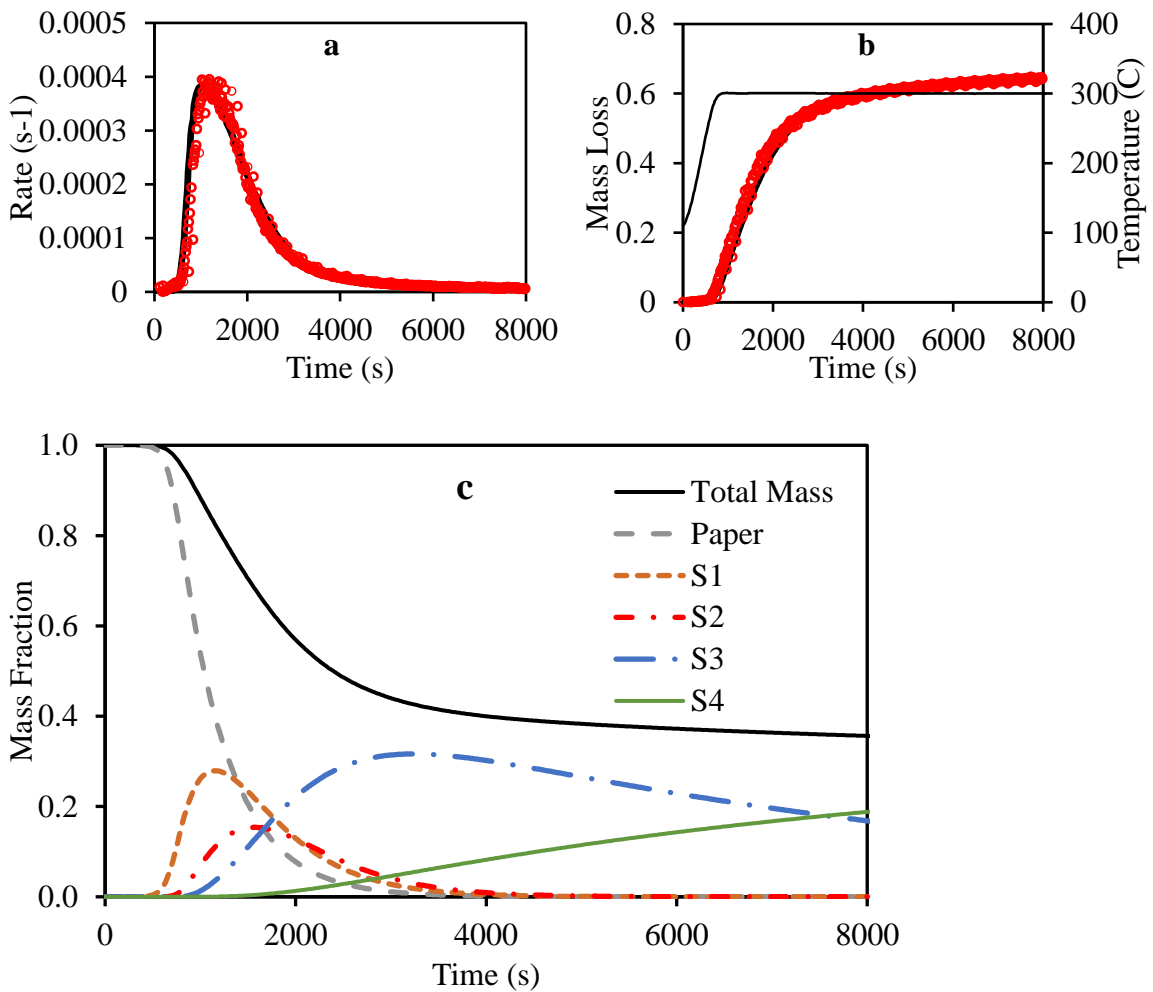 a
0.0005
0.0004
0.0003
0.0002
0.0001
0
Rate (s-1)
0 2000 4000 6000 8000
Time (s)
b
0.8
0.6
0.4
0.2
0.0
Mass Loss
400
300
200
100
0
Temperature (C)
0 2000 4000 6000 8000
Time (s)
c
1.0
0.8
0.6
0.4
0.2
0.0
Mass Fraction
Total Mass
Paper
S1
S2
S3
S4
0 2000 4000 6000 8000
Time (s)